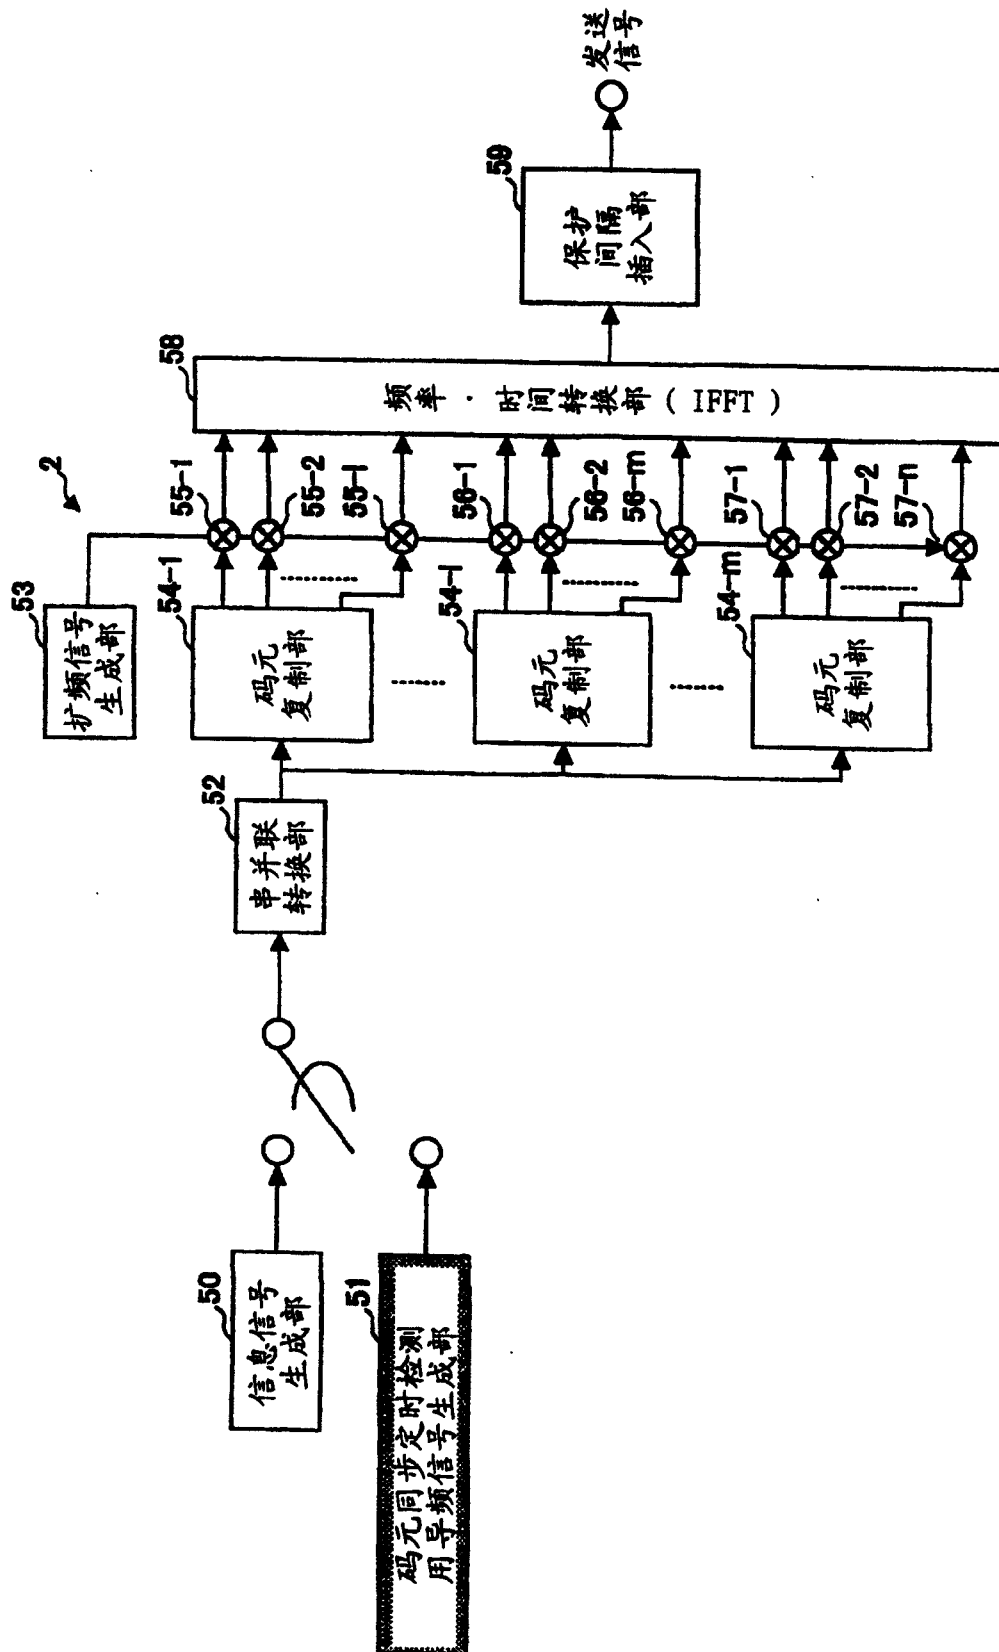 2
50
信息信号
生成部
51
码元同步定时检测
用导频信号生成部
52
串并联
转换部
53
扩频信号
生成部
54-1
码元
复制部
54-l
码元
复制部
54-m
码元
复制部
55-1
55-2
55-l
56-1
56-2
56-m
57-1
57-2
57-n
58
频率·时间转换部(IFFT)
59
保护
间隔
插入部
发送
信号